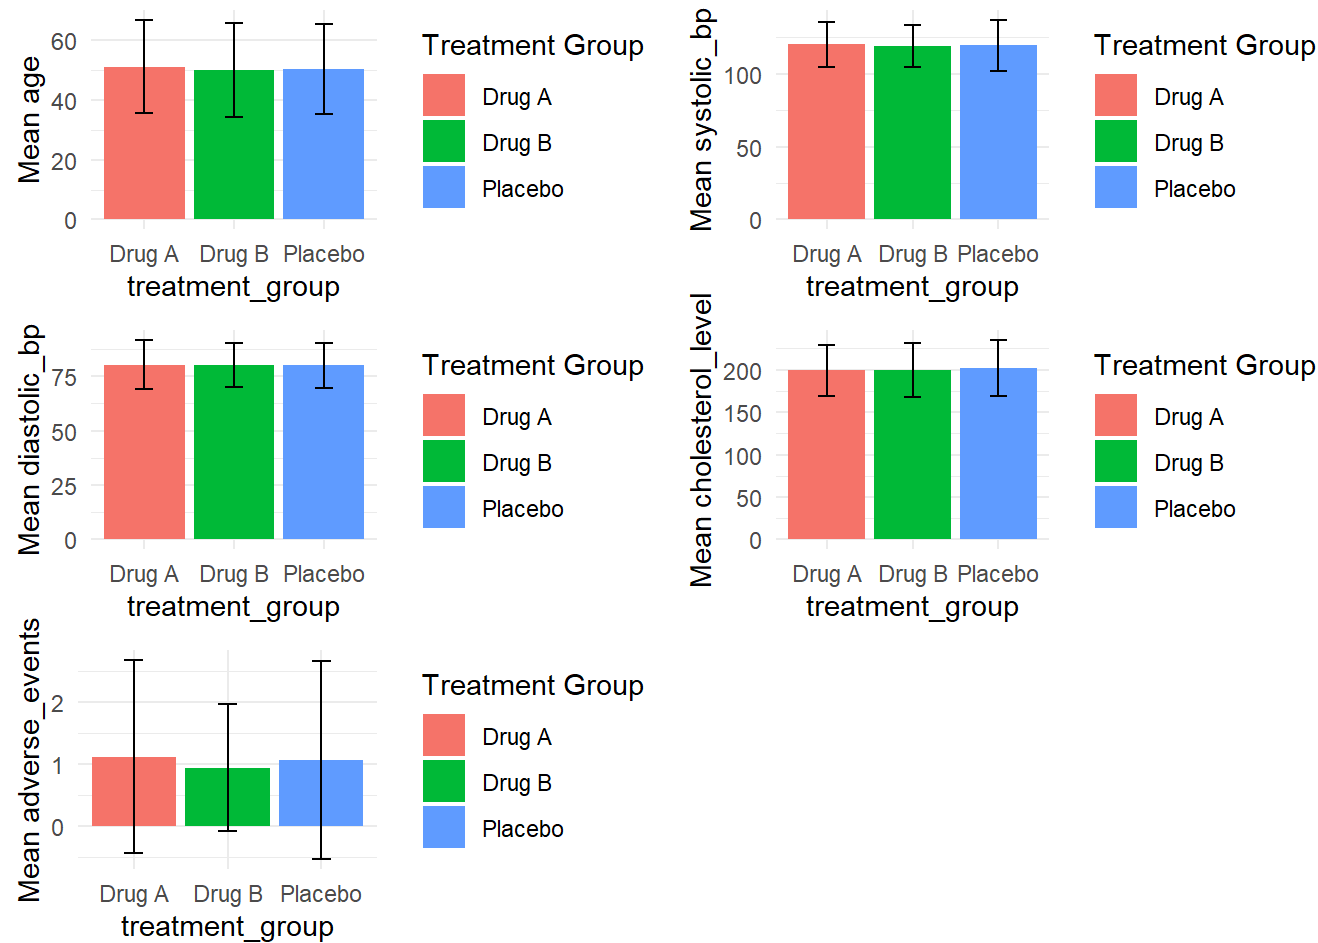 Mean age
60
40
20
0
Drug A Drug B Placebo
treatment_group
Treatment Group
Drug A
Drug B
Placebo
Mean systolic_bp
100
50
0
Drug A Drug B Placebo
treatment_group
Treatment Group
Drug A
Drug B
Placebo
Mean diastolic_bp
75
50
25
0
Drug A Drug B Placebo
treatment_group
Treatment Group
Drug A
Drug B
Placebo
Mean cholesterol_level
200
150
100
50
0
Drug A Drug B Placebo
treatment_group
Treatment Group
Drug A
Drug B
Placebo
Mean adverse_events
2
1
0
Drug A Drug B Placebo
treatment_group
Treatment Group
Drug A
Drug B
Placebo